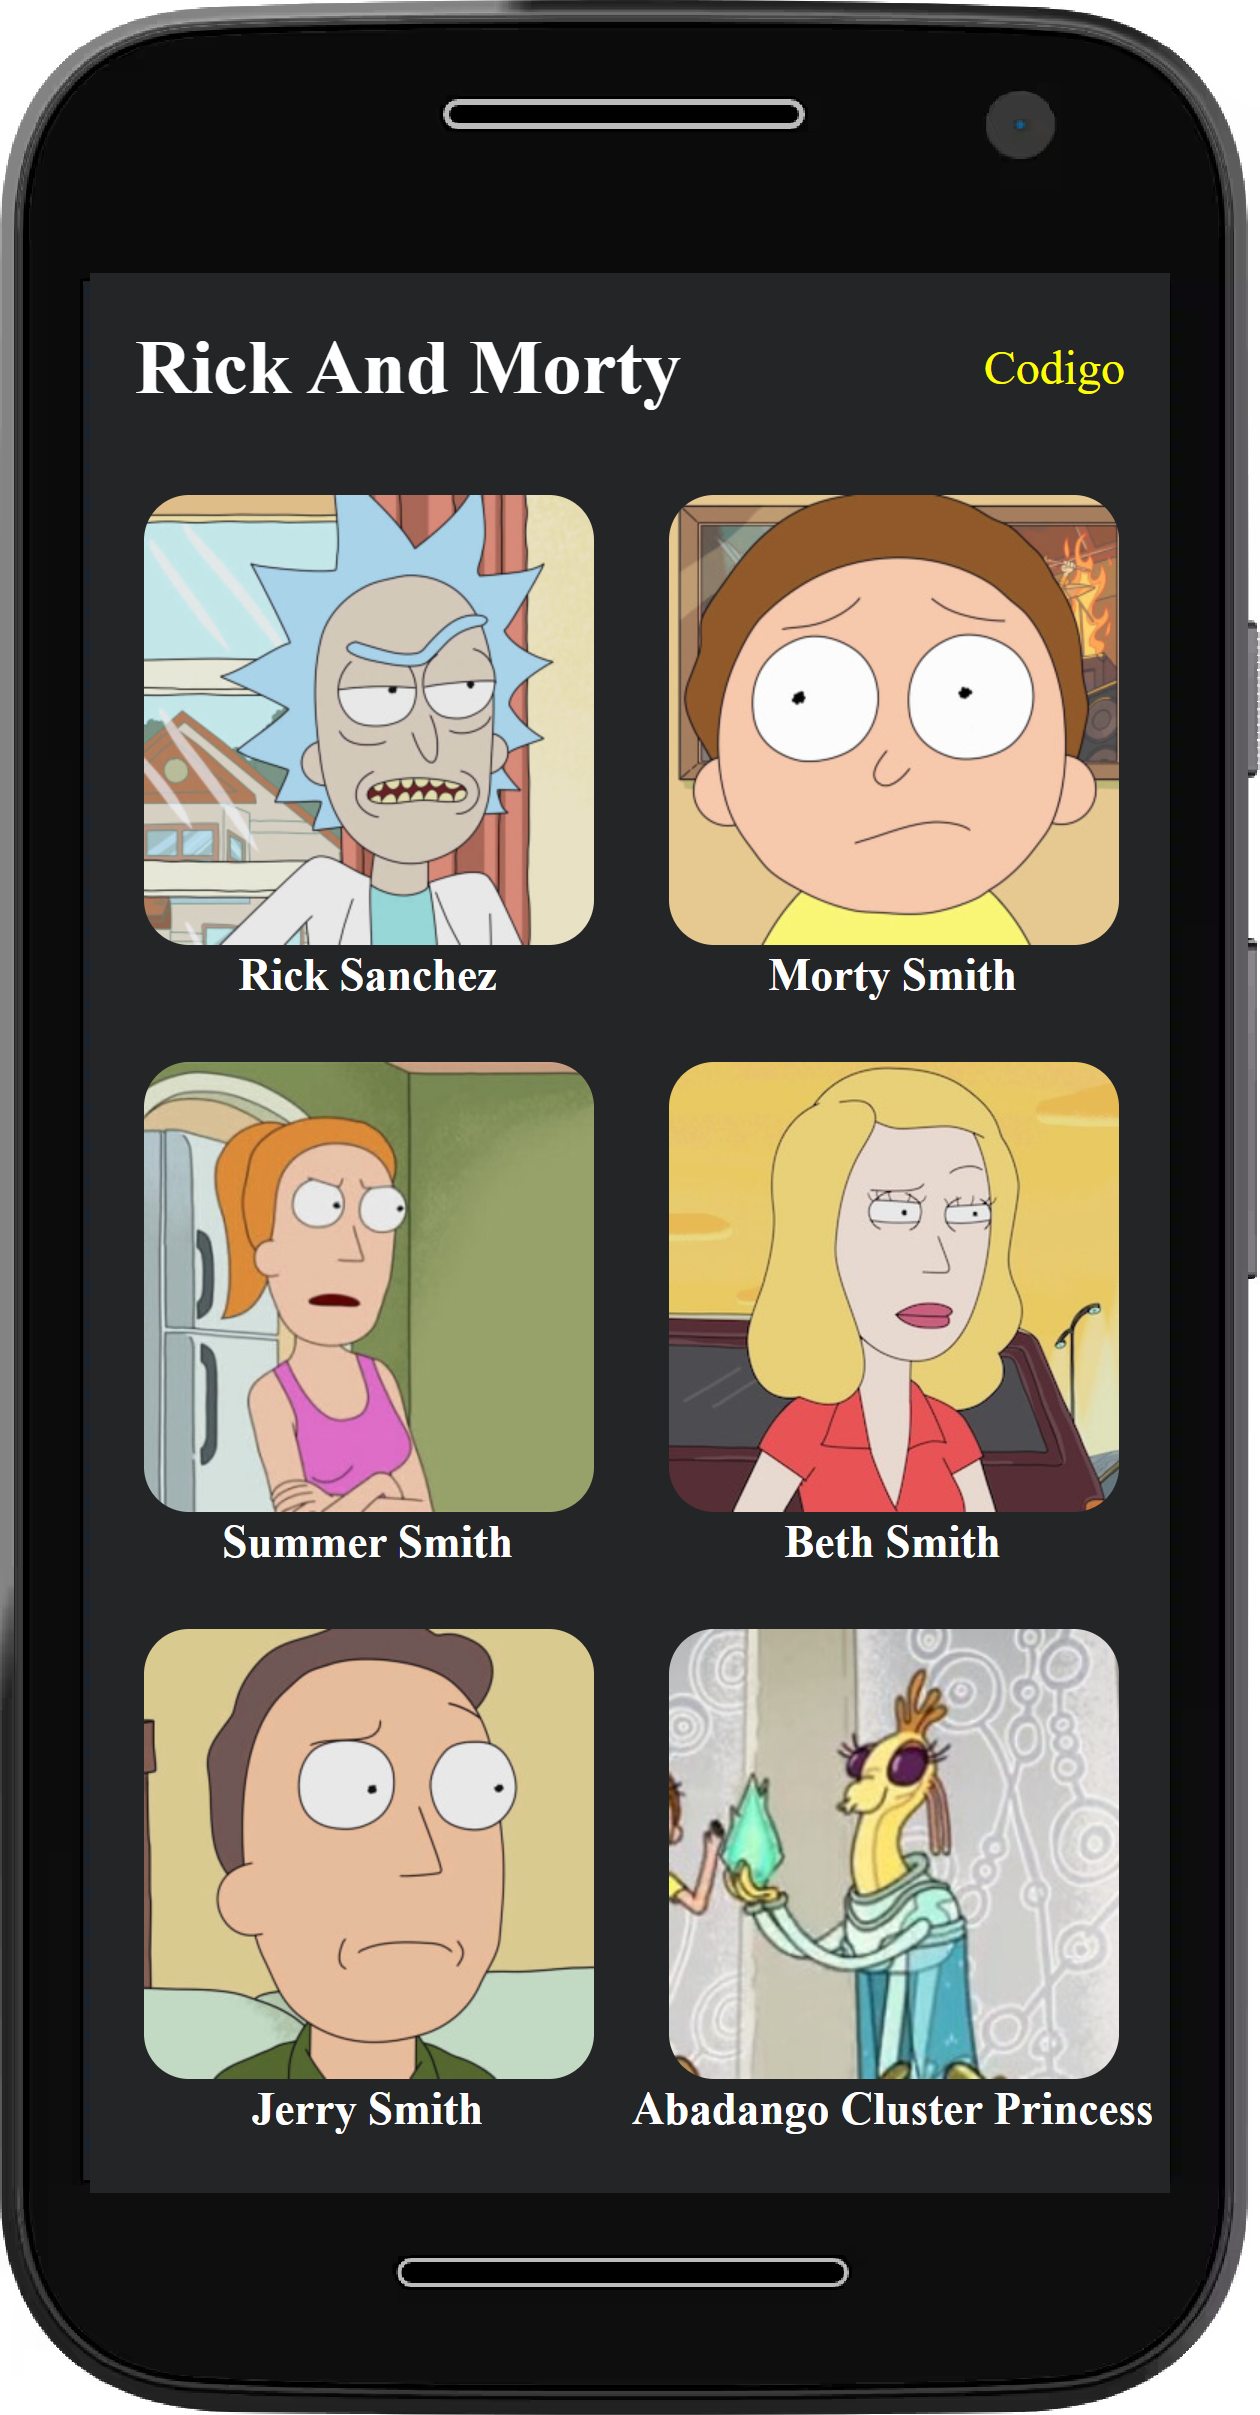 Rick And Morty
Codigo
Rick Sanchez
Morty Smith
Summer Smith
Beth Smith
Jerry Smith
Abadango Cluster Princess